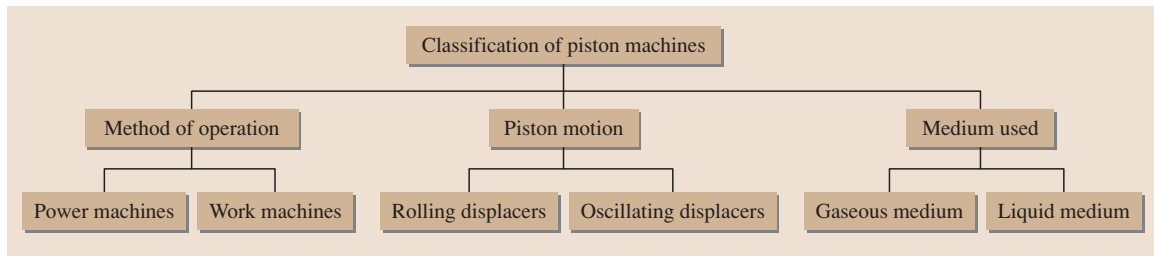 Classification of piston machines
Method of operation
Piston motion
Medium used
Power machines
Work machines
Rolling displacers
Oscillating displacers
Gaseous medium
Liquid medium